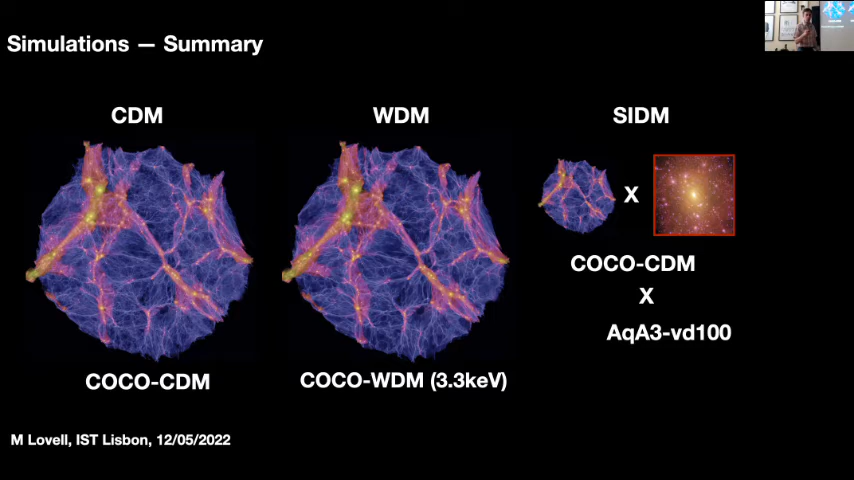 Simulations — Summary
CDM
WDM
SIDM
X
COCO-CDM
X
AqA3-vd100
COCO-CDM
COCO-WDM (3.3keV)
M Lovell, IST Lisbon, 12/05/2022